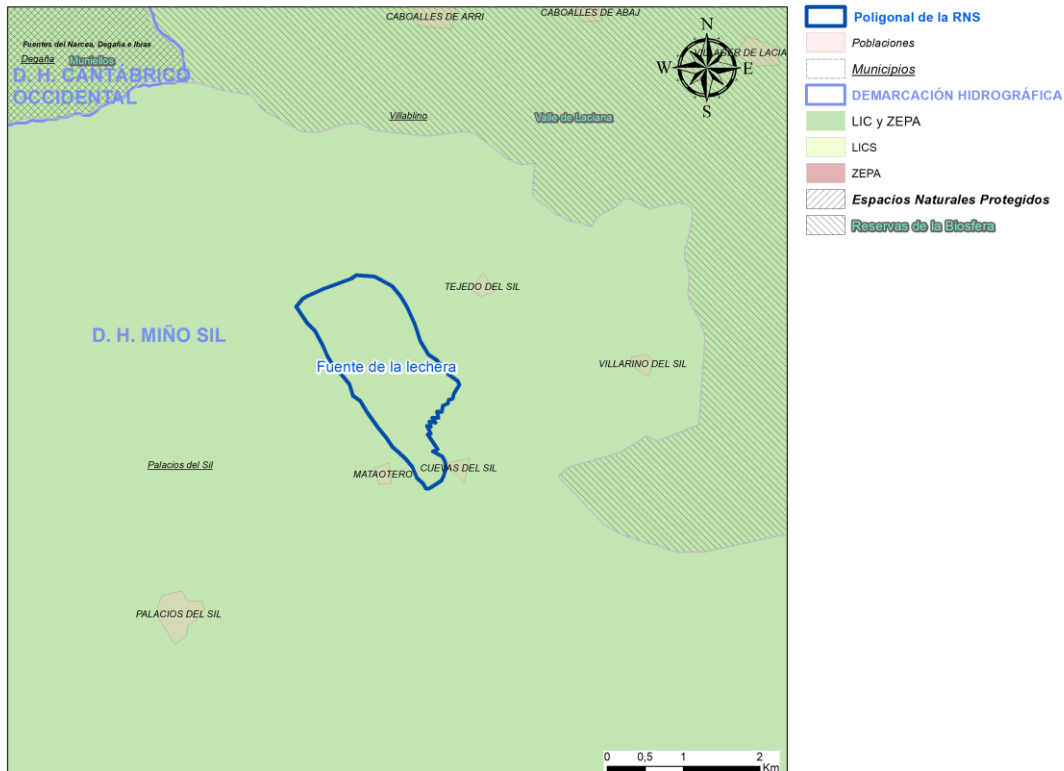 CABOALLES DE ARRI
CABOALLES DE ABAJ
N
Fuentes del Narcea, Degaña e Ibias
VILLAGER DE LACIA
Degaña
Muniellos
W
E
D. H. CANTÁBRICO
OCCIDENTAL
S
Villablino
Valle de Laciana
TEJEDO DEL SIL
D. H. MIÑO SIL
Fuente de la lechera
VILLARINO DEL SIL
Palacios del Sil
MATAOTERO
CUEVAS DEL SIL
PALACIOS DEL SIL
0
0,5
1
2
Km
Poligonal de la RNS
Poblaciones
Municipios
DEMARCACIÓN HIDROGRÁFICA
LIC y ZEPA
LICS
ZEPA
Espacios Naturales Protegidos
Reservas de la Biosfera